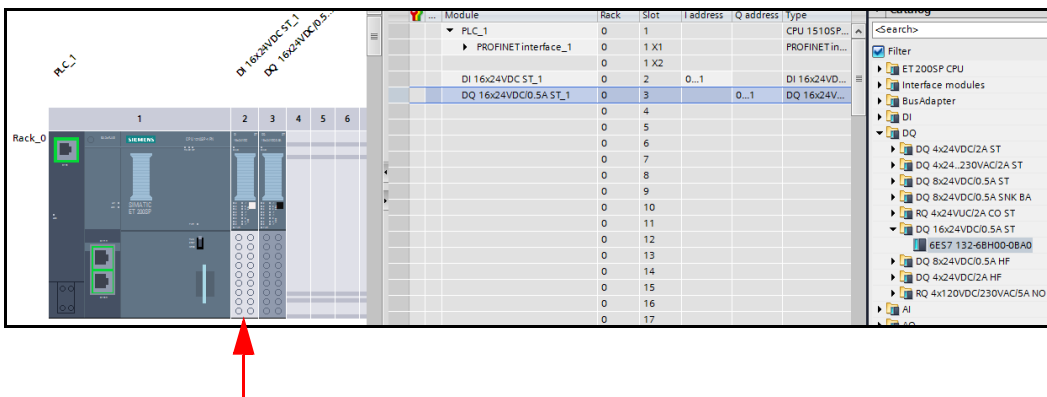 PLC_1
DI 16x24VDC ST_1
DQ 16x24VDC/0.5...
1 2 3 4 5 6
Rack_0
SIEMENS
SIMATIC
ET 200SP
... Module Rack Slot I address Q address Type
PLC_1 0 1 CPU 1510SP...
PROFINET interface_1 0 1 X1 PROFINET in...
0 1 X2
DI 16x24VDC ST_1 0 2 0...1 DI 16x24VD...
DQ 16x24VDC/0.5A ST_1 0 3 0...1 DQ 16x24V...
0 4
0 5
0 6
0 7
0 8
0 9
0 10
0 11
0 12
0 13
0 14
0 15
0 16
0 17
Catalog
<Search>
Filter
ET 200SP CPU
Interface modules
BusAdapter
DI
DQ
DQ 4x24VDC/2A ST
DQ 4x24..230VAC/2A ST
DQ 8x24VDC/0.5A ST
DQ 8x24VDC/0.5A SNK BA
RQ 4x24VUC/2A CO ST
DQ 16x24VDC/0.5A ST
6ES7 132-6BH00-0BA0
DQ 8x24VDC/0.5A HF
DQ 4x24VDC/2A HF
RQ 4x120VDC/230VAC/5A NO
AI
AQ